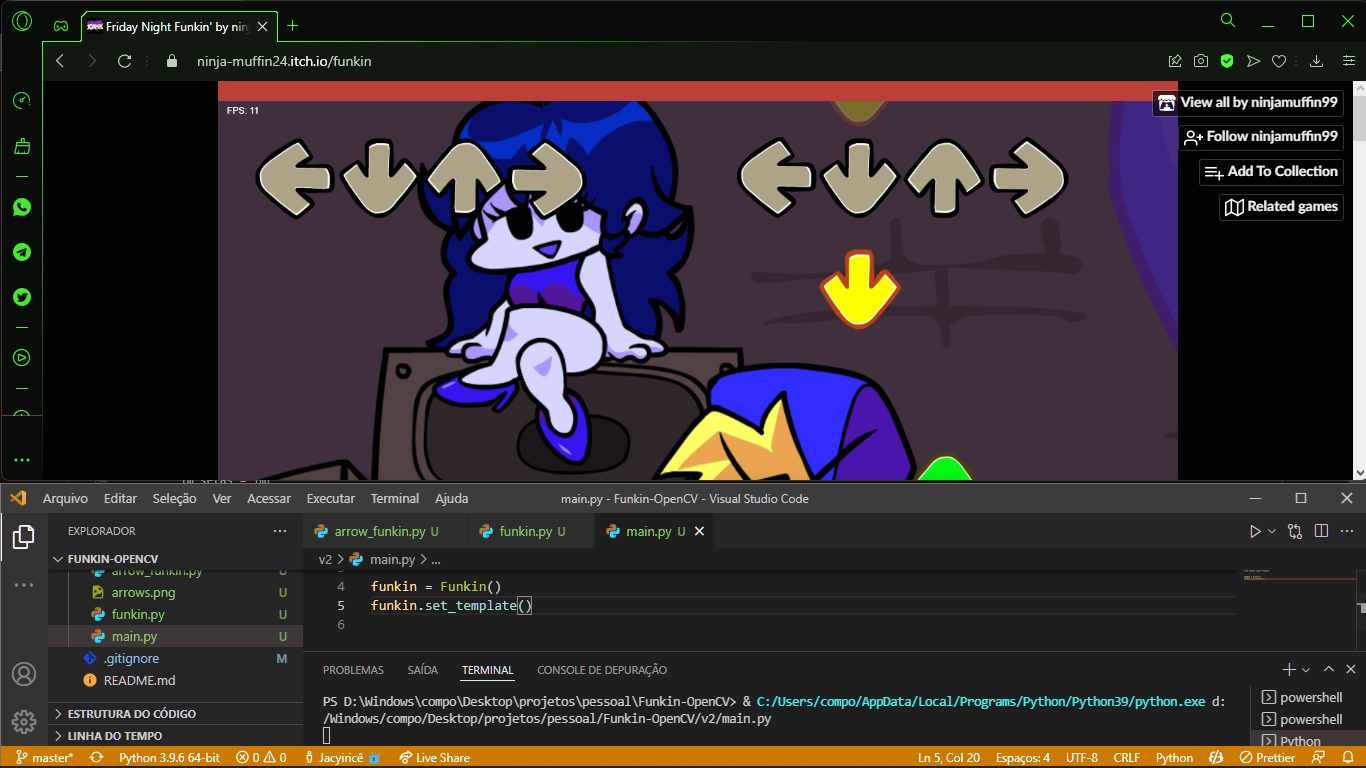 Friday Night Funkin' by nin
ninja-muffin24.itch.io/funkin
FPS: 11
View all by ninjamuffin99
Follow ninjamuffin99
Add To Collection
Related games
Arquivo Editar Seleção Ver Acessar Executar Terminal Ajuda main.py - Funkin-OpenCV - Visual Studio Code
EXPLORADOR
arrow_funkin.py U funkin.py U main.py U
FUNKIN-OPENCV
v2 > main.py > ...
arrow_funkin.py U
arrows.png U
funkin.py U
main.py U
.gitignore M
README.md
ESTRUTURA DO CÓDIGO
LINHA DO TEMPO
4 funkin = Funkin()
5 funkin.set_template()
6
PROBLEMAS SAÍDA TERMINAL CONSOLE DE DEPURAÇÃO
PS D:\Windows\compo\Desktop\projetos\pessoal\Funkin-OpenCV> & C:/Users/compo/AppData/Local/Programs/Python/Python39/python.exe d:
/Windows/compo/Desktop/projetos/pessoal/Funkin-OpenCV/v2/main.py
powershell
powershell
Python
master* Python 3.9.6 64-bit 0 0 Jacyiricê Live Share Ln 5, Col 20 Espaços: 4 UTF-8 CRLF Python Prettier